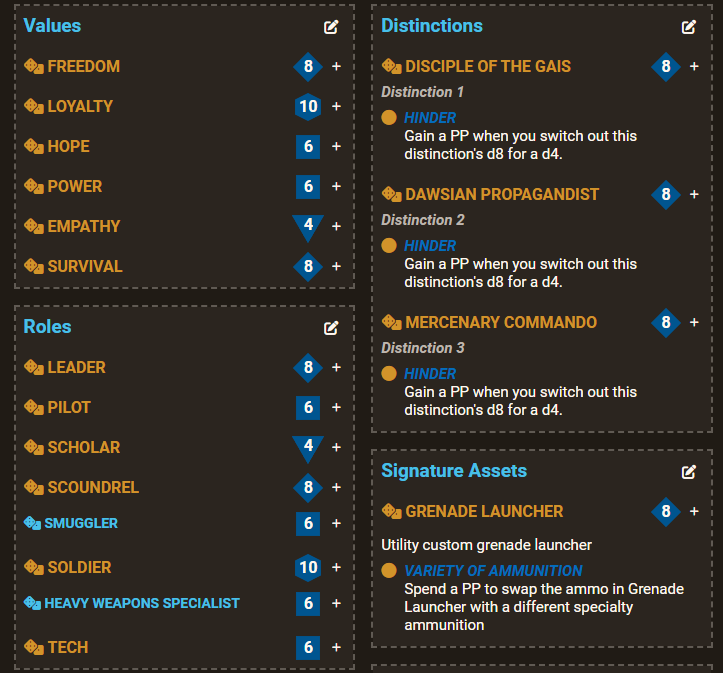 Values
FREEDOM 8 +
LOYALTY 10 +
HOPE 6 +
POWER 6 +
EMPATHY 4 +
SURVIVAL 8 +
Roles
LEADER 8 +
PILOT 6 +
SCHOLAR 4 +
SCOUNDREL 8 +
SMUGGLER 6 +
SOLDIER 10 +
HEAVY WEAPONS SPECIALIST 6 +
TECH 6 +
Distinctions
DISCIPLE OF THE GAIS 8 +
Distinction 1
HINDER
Gain a PP when you switch out this
distinction's d8 for a d4.
DAWSIAN PROPAGANDIST 8 +
Distinction 2
HINDER
Gain a PP when you switch out this
distinction's d8 for a d4.
MERCENARY COMMANDO 8 +
Distinction 3
HINDER
Gain a PP when you switch out this
distinction's d8 for a d4.
Signature Assets
GRENADE LAUNCHER 8 +
Utility custom grenade launcher
VARIETY OF AMMUNITION
Spend a PP to swap the ammo in Grenade
Launcher with a different specialty
ammunition